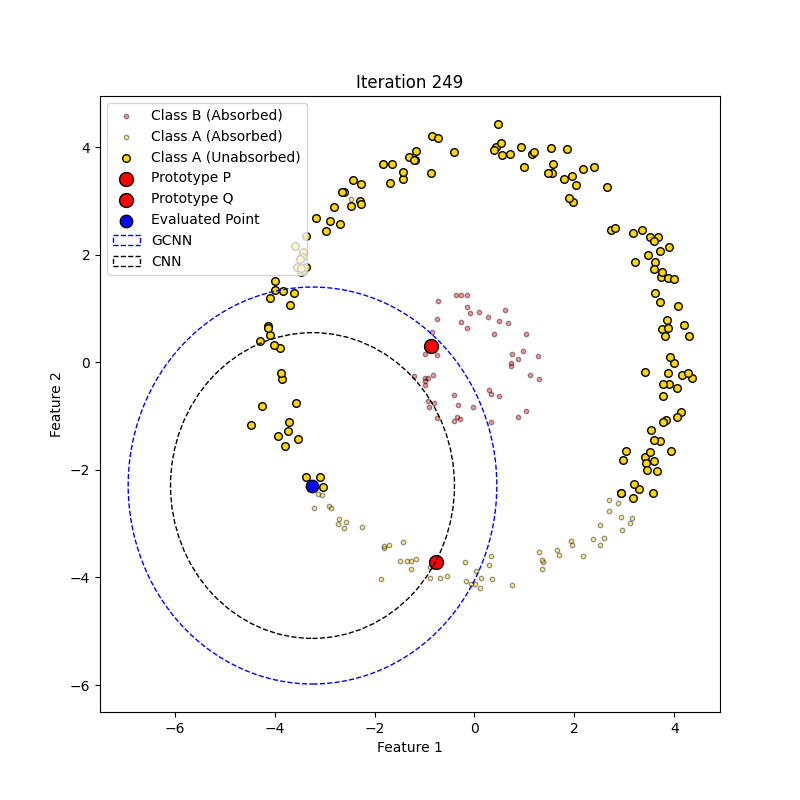 Iteration 249
Class B (Absorbed)
Class A (Absorbed)
Class A (Unabsorbed)
Prototype P
Prototype Q
Evaluated Point
GCNN
CNN
4
2
0
−2
−4
−6
Feature 2
−6 −4 −2 0 2 4
Feature 1